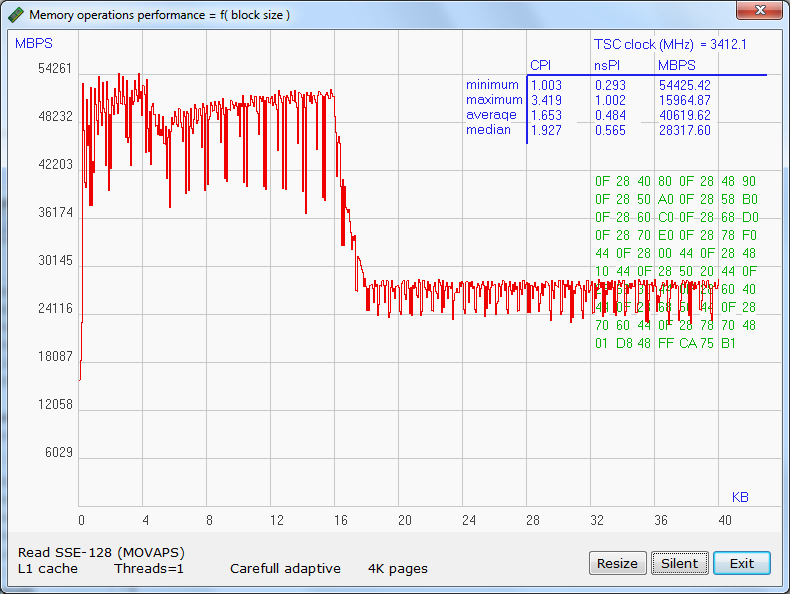 Memory operations performance = f( block size )
MBPS
TSC clock (MHz) = 3412.1
CPI nsPI MBPS
minimum 1.003 0.293 54425.42
maximum 3.419 1.002 15964.87
average 1.653 0.484 40619.62
median 1.927 0.565 28317.60
54261
48232
42203
36174
30145
24116
18087
12058
6029
0F 28 40 80 0F 28 48 90
0F 28 50 A0 0F 28 58 B0
0F 28 60 C0 0F 28 68 D0
0F 28 70 E0 0F 28 78 F0
44 0F 28 00 44 0F 28 48
10 44 0F 28 50 20 44 0F
60 40
0F 28
70 60 44 0F 28 78 70 48
01 D8 48 FF CA 75 B1
KB
0 4 8 12 16 20 24 28 32 36 40
Read SSE-128 (MOVAPS)
L1 cache Threads=1 Carefull adaptive 4K pages
Resize Silent Exit